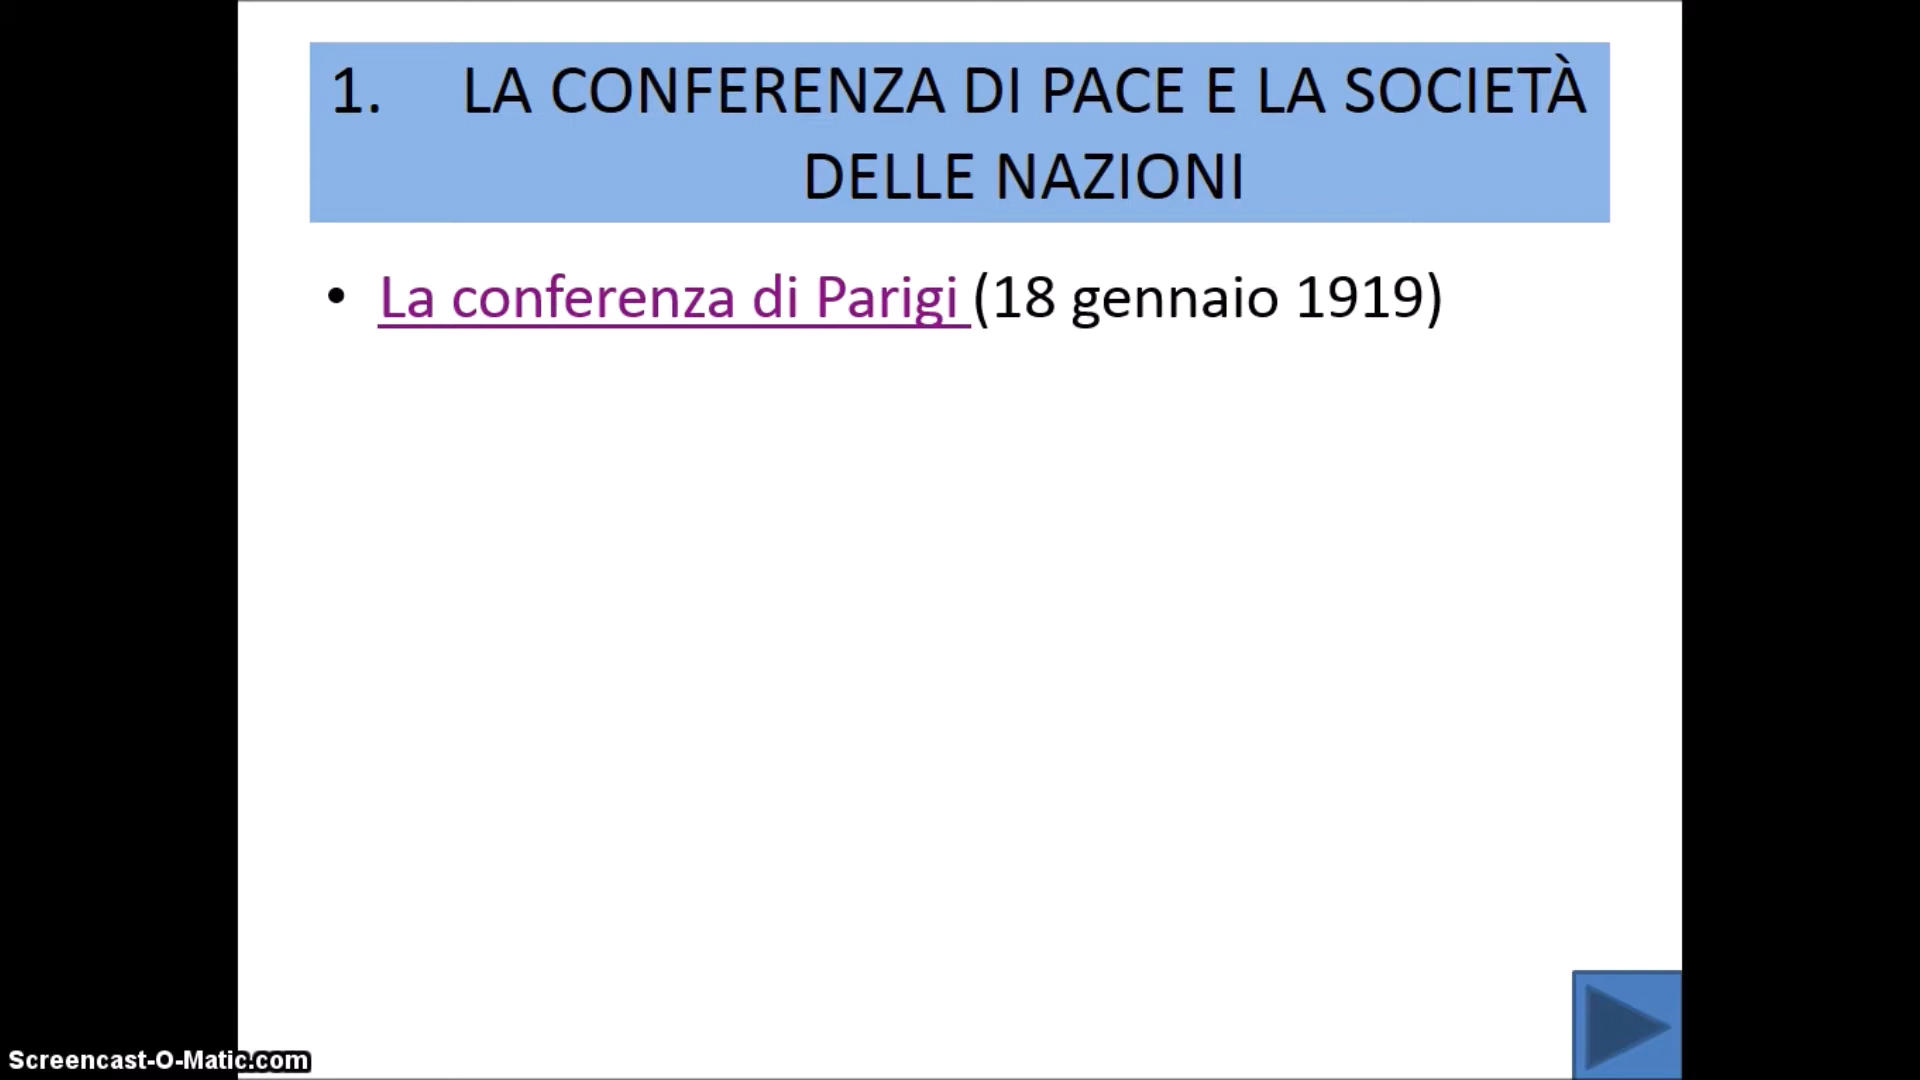 1. LA CONFERENZA DI PACE E LA SOCIETÀ
DELLE NAZIONI
• La conferenza di Parigi (18 gennaio 1919)
Screencast-O-Matic.com